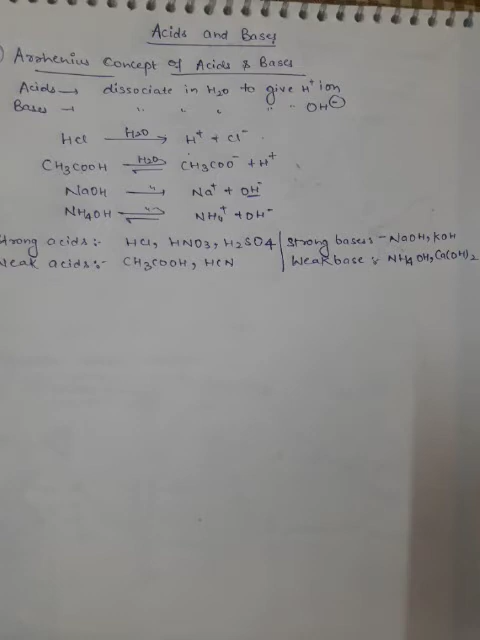 Acids and Bases
) Arrhenius Concept of Acids & Bases
Acids → dissociate in H2O to give H⁺ ion
Bases → " " " " OH⊖
HCl —H2O→ H⁺ + Cl⁻
CH3COOH ⇌H2O CH3COO⁻ + H⁺
NaOH —"→ Na⁺ + OH⁻
NH4OH ⇌" NH4⁺ + OH⁻
trong acids :- HCl, HNO3, H2SO4 | Strong bases - NaOH, KOH
Weak acids :- CH3COOH, HCN | Weak base : NH4OH, Ca(OH)2